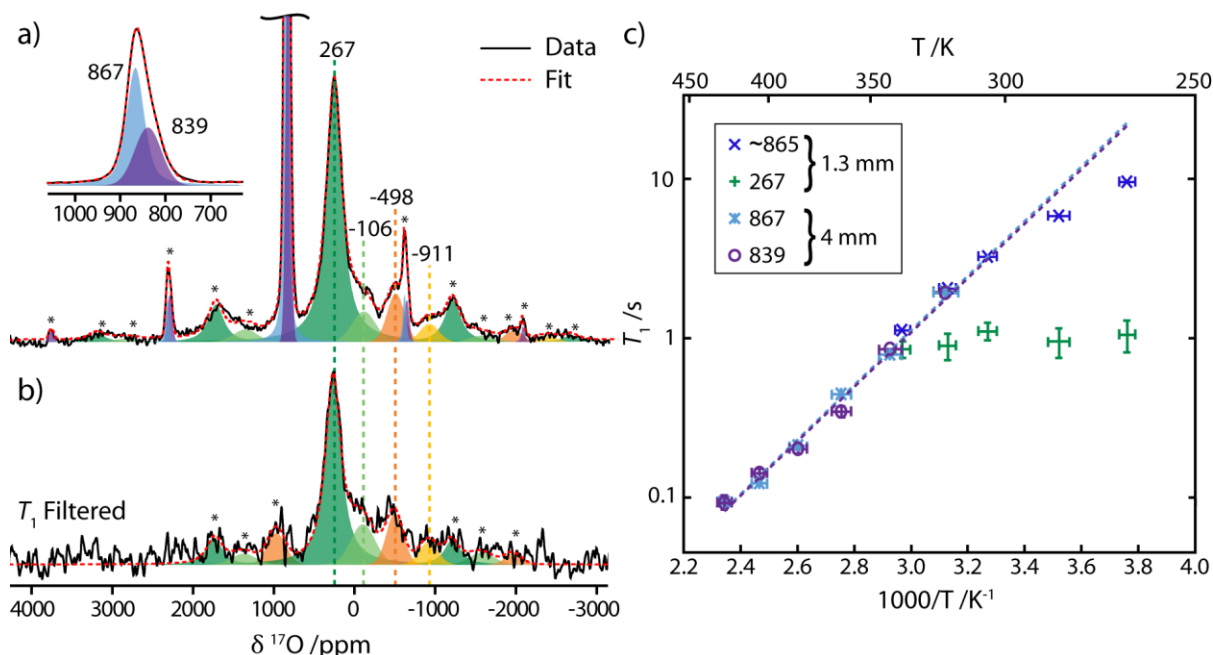 a)
Data
Fit
867
839
1000 900 800 700
267
-106
-498
-911
* * * * * * * * * * * *
b)
T₁ Filtered
* * * * * *
4000 3000 2000 1000 0 -1000 -2000 -3000
δ ¹⁷O /ppm
c)
T /K
450 400 350 300 250
~865
267
1.3 mm
867
839
4 mm
10
1
0.1
T₁ /s
2.2 2.4 2.6 2.8 3.0 3.2 3.4 3.6 3.8 4.0
1000/T /K⁻¹